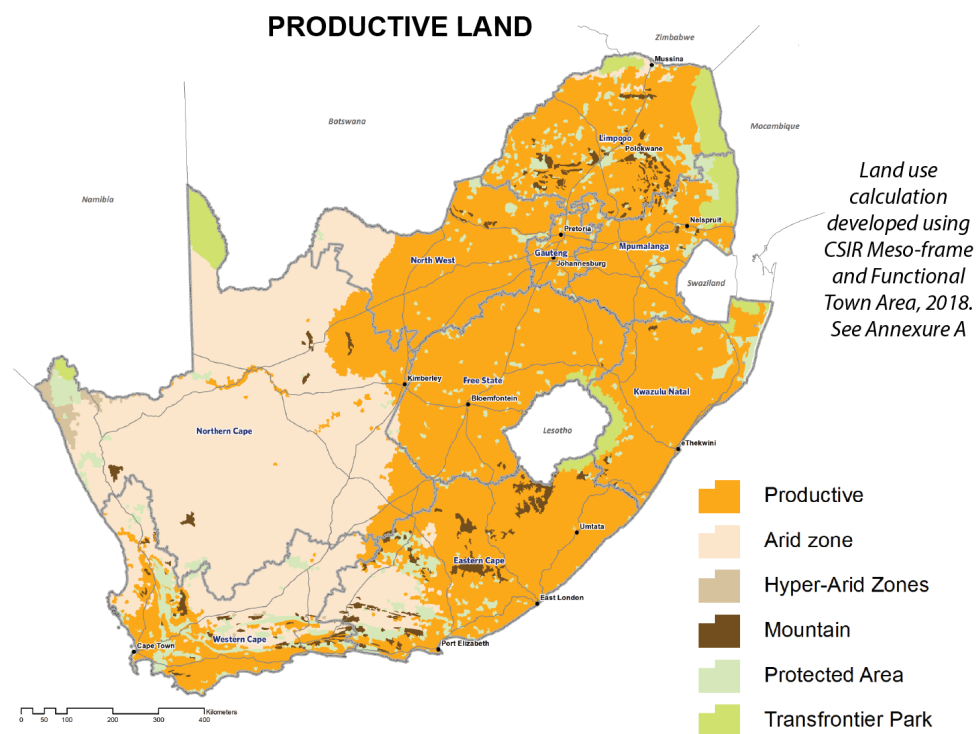 PRODUCTIVE LAND
Zimbabwe
Mussina
Botswana
Mocambique
Limpopo
Polokwane
Namibia
Land use
calculation
developed using
CSIR Meso-frame
and Functional
Town Area, 2018.
See Annexure A
Nelspruit
Pretoria
North West
Mpumalanga
Gauteng
Johannesburg
Swaziland
Kimberley
Free State
Kwazulu Natal
Bloemfontein
Northern Cape
Lesotho
eThekwini
Productive
Umtata
Arid zone
Eastern Cape
Hyper-Arid Zones
East London
Mountain
Western Cape
Port Elizabeth
Cape Town
Protected Area
Kilometers
0 50 100 200 300 400
Transfrontier Park